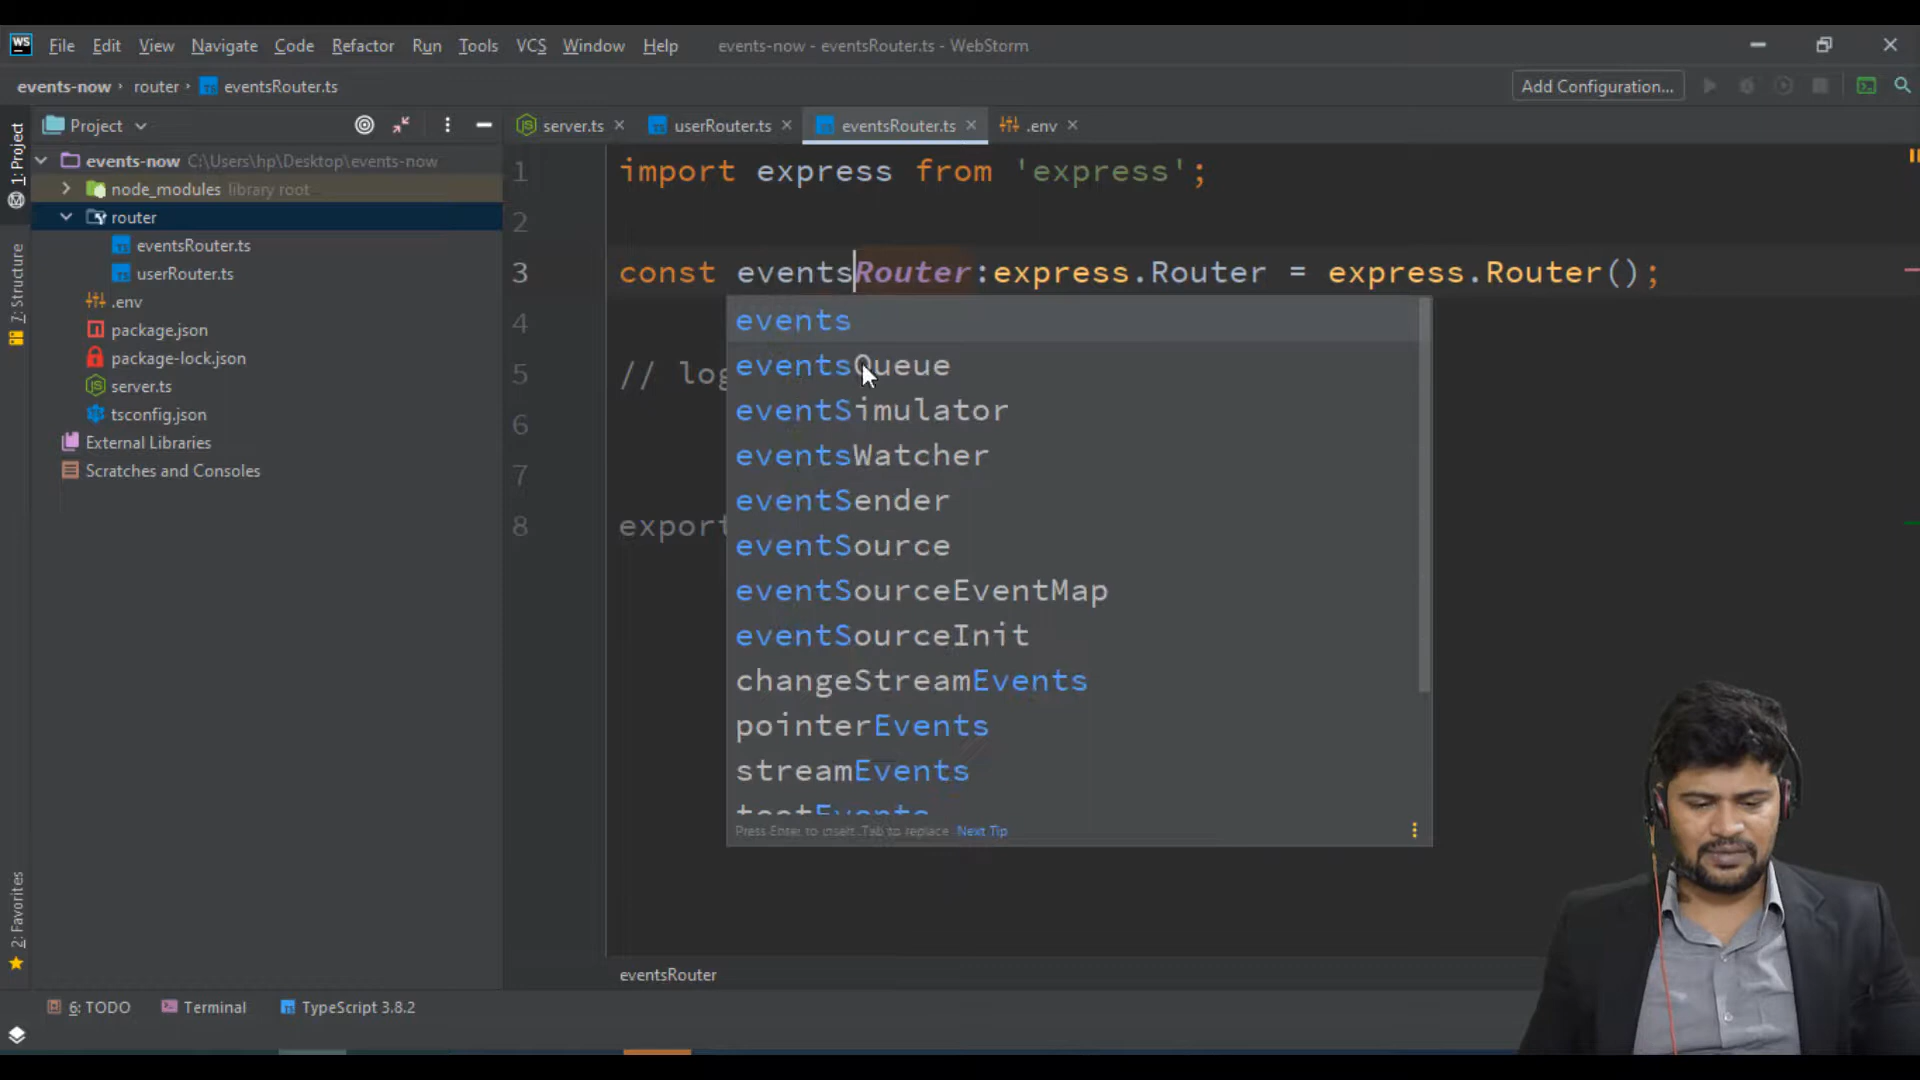 WS File Edit View Navigate Code Refactor Run Tools VCS Window Help events-now - eventsRouter.ts - WebStorm
events-now router eventsRouter.ts Add Configuration...
Project server.ts userRouter.ts eventsRouter.ts .env
1: Project
7: Structure
2: Favorites
events-now C:\Users\hp\Desktop\events-now
node_modules library root
router
eventsRouter.ts
userRouter.ts
.env
package.json
package-lock.json
server.ts
tsconfig.json
External Libraries
Scratches and Consoles
1 import express from 'express';
2
3 const eventsRouter:express.Router = express.Router();
4
5 // log
6
7
8 export
events
eventsQueue
eventSimulator
eventsWatcher
eventSender
eventSource
eventSourceEventMap
eventSourceInit
changeStreamEvents
pointerEvents
streamEvents
Press Enter to insert, Tab to replace Next Tip
eventsRouter
6: TODO Terminal TypeScript 3.8.2